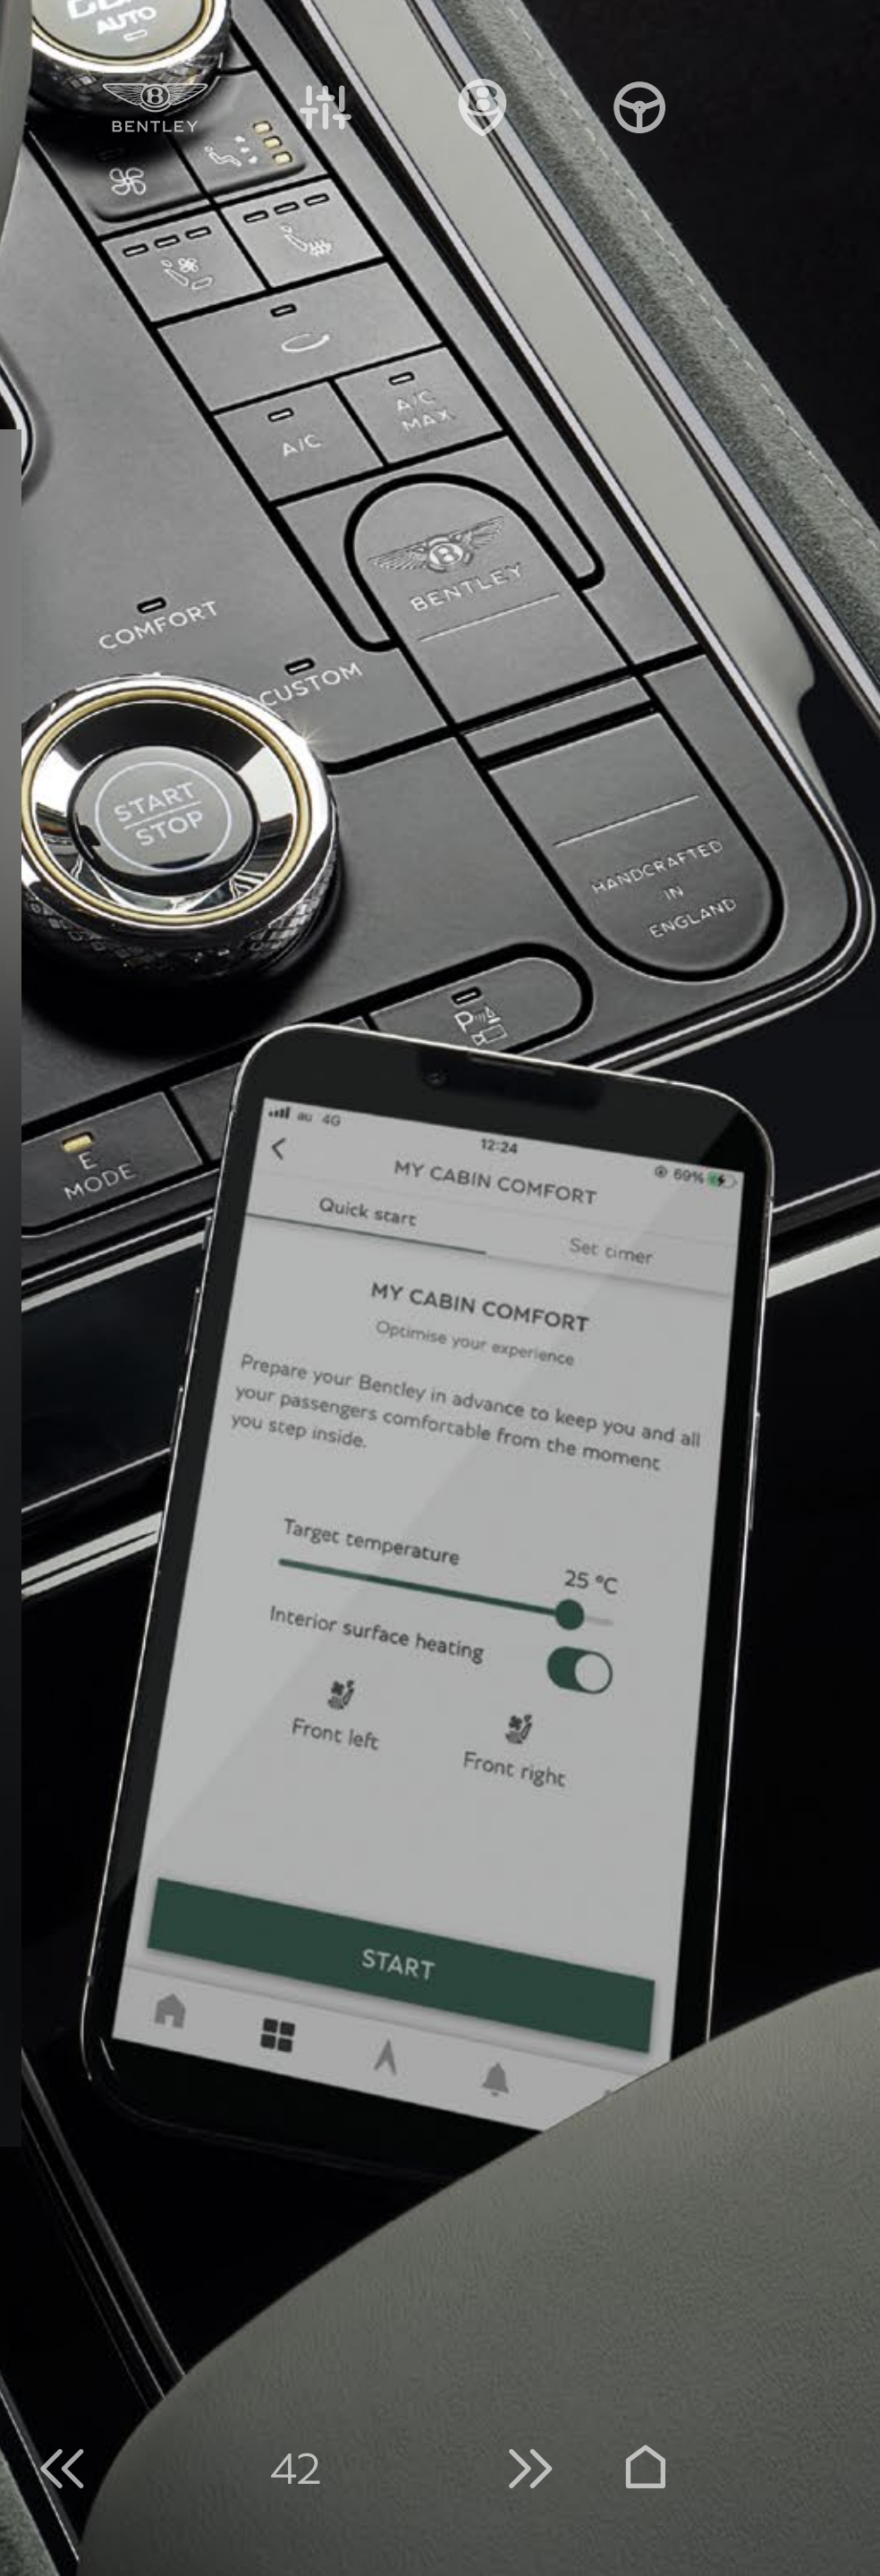 AUTO
BENTLEY
A/C
A/C
MAX
BENTLEY
COMFORT
CUSTOM
START
STOP
HANDCRAFTED
IN
ENGLAND
P
E
MODE
au 4G
12:24
69%
MY CABIN COMFORT
Quick start
Set timer
MY CABIN COMFORT
Optimise your experience
Prepare your Bentley in advance to keep you and all
your passengers comfortable from the moment
you step inside.
Target temperature
25 °C
Interior surface heating
Front left
Front right
START
42